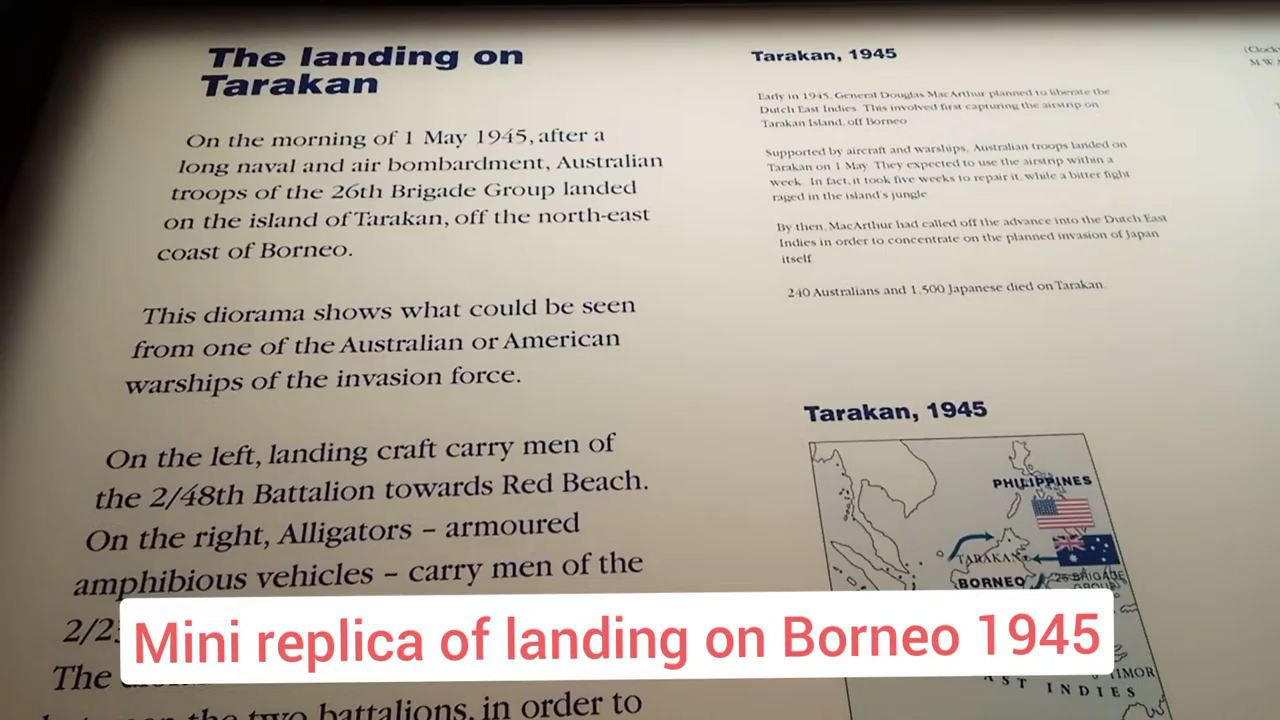 The landing on
Tarakan
On the morning of 1 May 1945, after a
long naval and air bombardment, Australian
troops of the 26th Brigade Group landed
on the island of Tarakan, off the north-east
coast of Borneo.
This diorama shows what could be seen
from one of the Australian or American
warships of the invasion force.
On the left, landing craft carry men of
the 2/48th Battalion towards Red Beach.
On the right, Alligators – armoured
amphibious vehicles – carry men of the
The
the two battalions, in order to
Tarakan, 1945
Early in 1945, General Douglas MacArthur planned to liberate the
Dutch East Indies. This involved first capturing the airstrip on
Tarakan Island, off Borneo
Supported by aircraft and warships, Australian troops landed on
Tarakan on 1 May. They expected to use the airstrip within a
week. In fact, it took five weeks to repair it, while a bitter fight
raged in the island's jungle
By then, MacArthur had called off the advance into the Dutch East
Indies in order to concentrate on the planned invasion of Japan
itself
240 Australians and 1,500 Japanese died on Tarakan.
Tarakan, 1945
PHILIPPINES
TARAKAN
BORNEO
26 BRIGADE
GROUP
TIMOR
EAST INDIES
Mini replica of landing on Borneo 1945